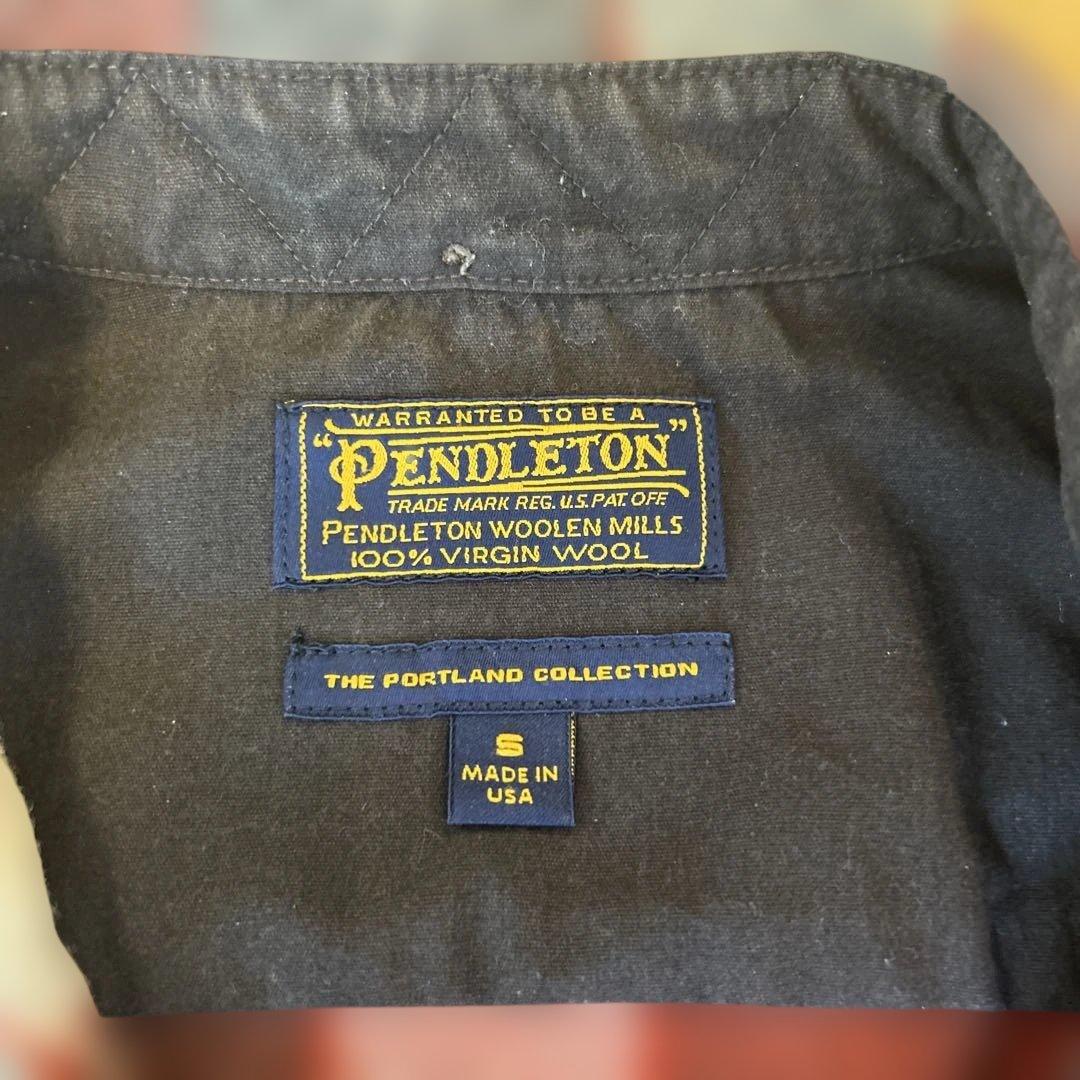 WARRANTED TO BE A
"PENDLETON"
TRADE MARK REG. U.S. PAT. OFF.
PENDLETON WOOLEN MILLS
100% VIRGIN WOOL
THE PORTLAND COLLECTION
S
MADE IN
USA